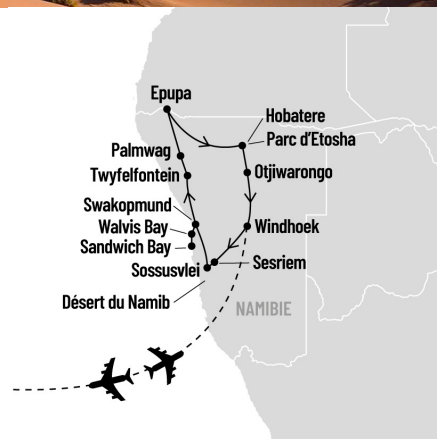 Epupa
Hobatere
Parc d'Etosha
Palmwag
Twyfelfontein
Otjiwarongo
Swakopmund
Walvis Bay
Sandwich Bay
Windhoek
Sossusvlei
Sesriem
Désert du Namib
NAMIBIE